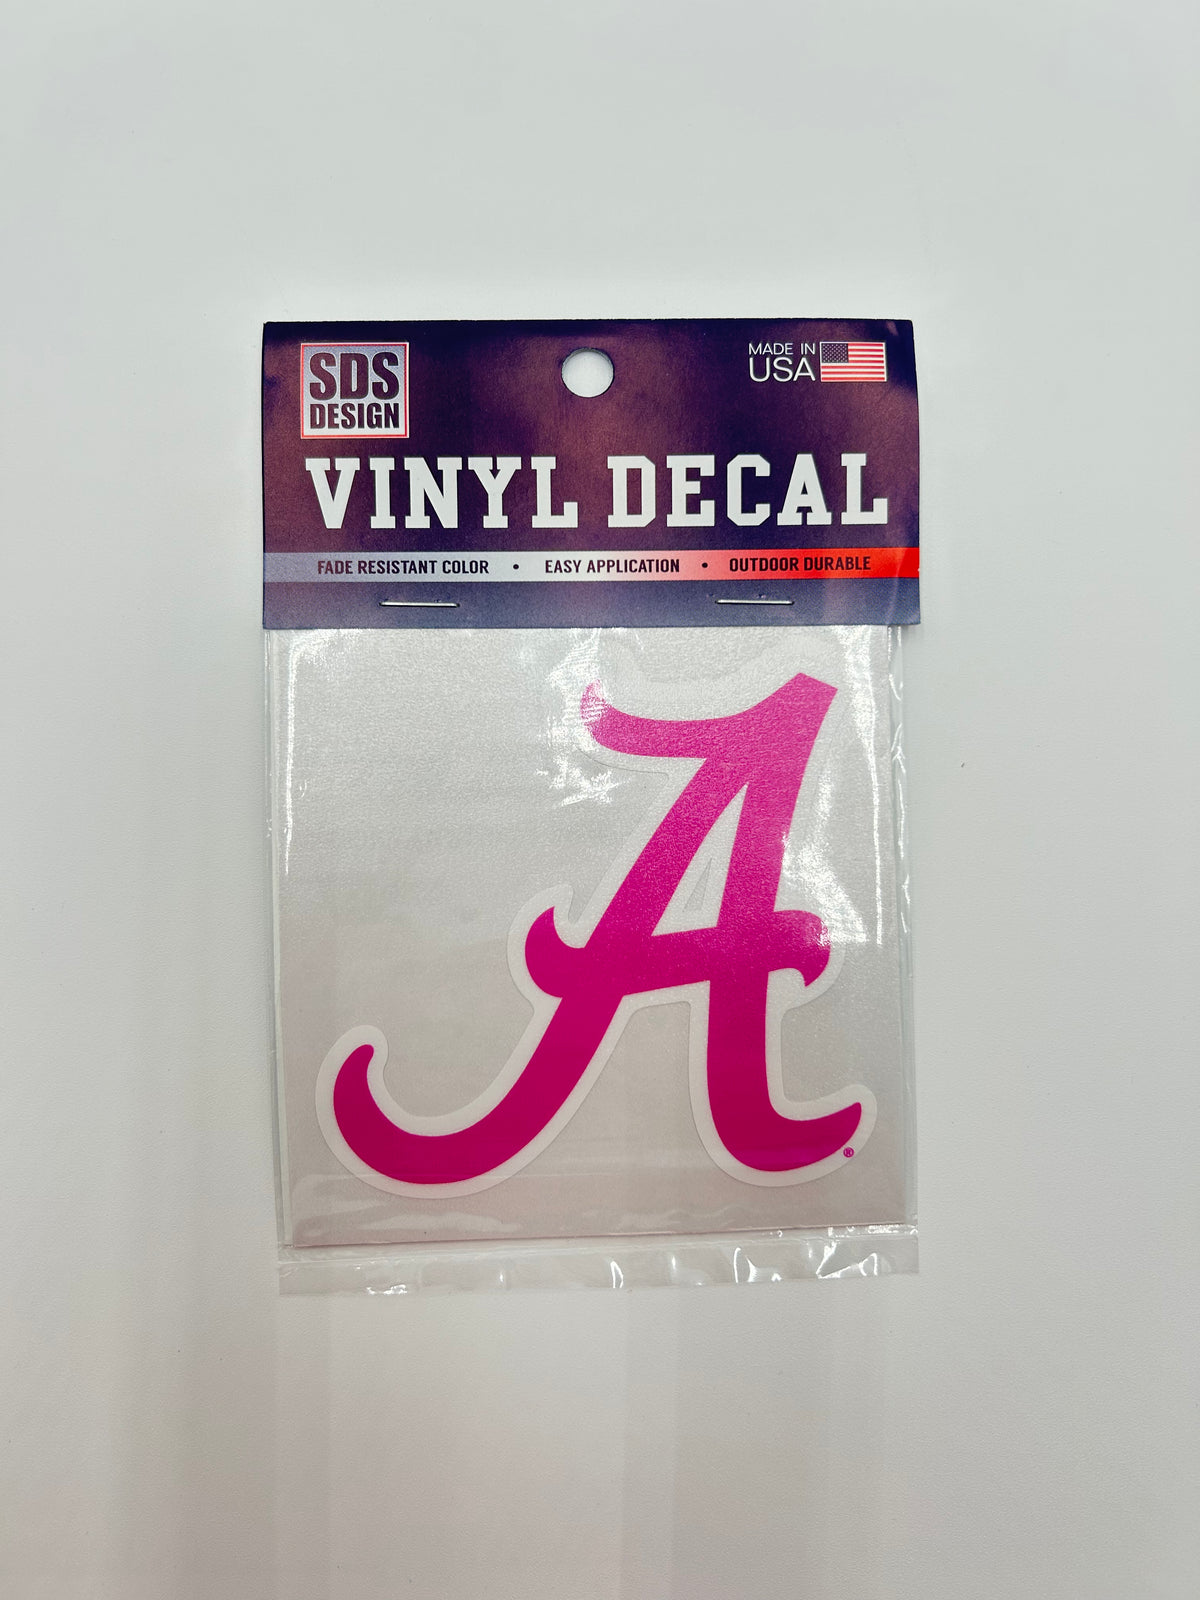 SDS
DESIGN
MADE IN
USA
VINYL DECAL
FADE RESISTANT COLOR • EASY APPLICATION • OUTDOOR DURABLE
A
®